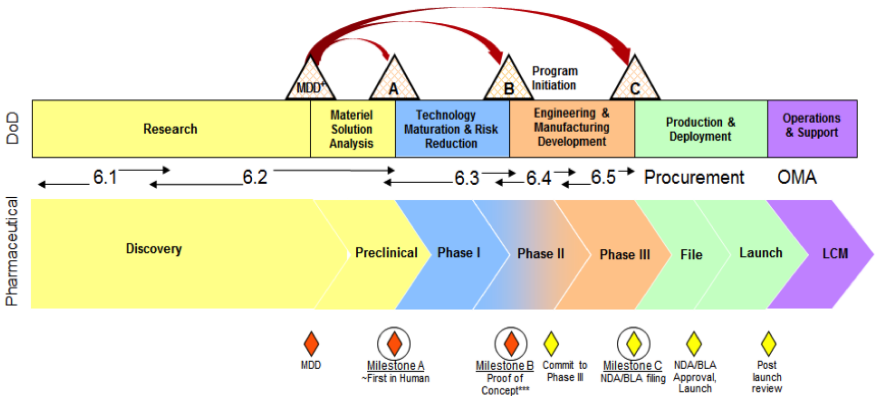 MDD*
A
B
Program
Initiation
C
DoD
Research
Materiel
Solution
Analysis
Technology
Maturation & Risk
Reduction
Engineering &
Manufacturing
Development
Production &
Deployment
Operations
& Support
6.1
6.2
6.3
6.4
6.5
Procurement
OMA
Pharmaceutical
Discovery
Preclinical
Phase I
Phase II
Phase III
File
Launch
LCM
MDD
Milestone A
~First in Human
Milestone B
Proof of
Concept***
Commit to
Phase III
Milestone C
NDA/BLA filing
NDA/BLA
Approval,
Launch
Post
launch
review